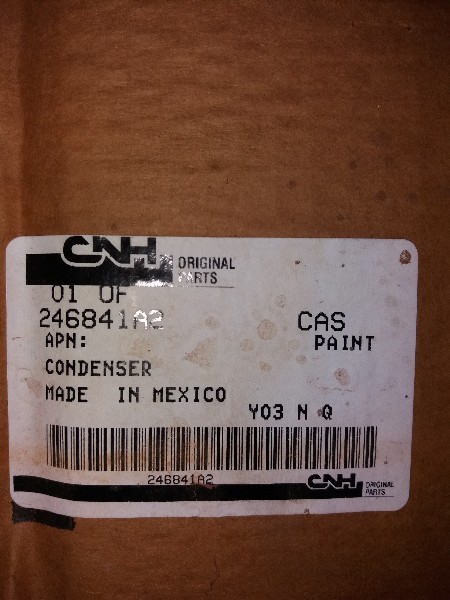 CNH ORIGINAL
PARTS
01 OF
246841A2 CAS
APN: PAINT
CONDENSER
MADE IN MEXICO
Y03 N Q
246841A2
CNH ORIGINAL
PARTS